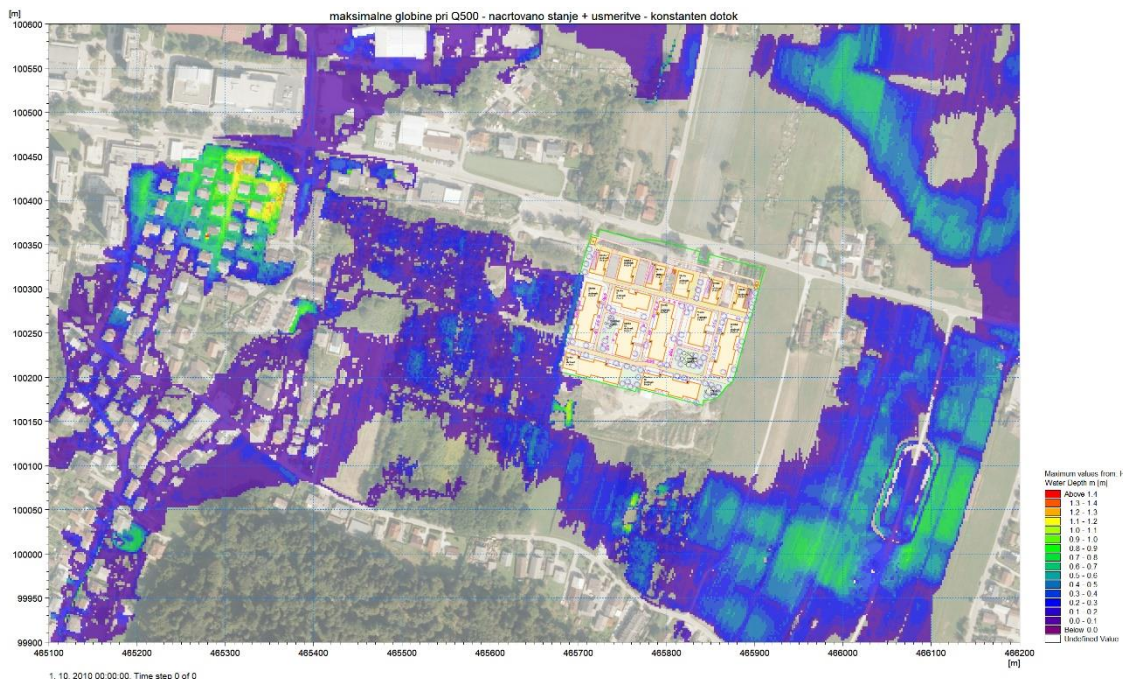 maksimalne globine pri Q500 - nacrtovano stanje + usmeritve - konstanten dotok
[m]
100600
100550
100500
100450
100400
100350
100300
100250
100200
100150
100100
100050
100000
99950
99900
465100 465200 465300 465400 465500 465600 465700 465800 465900 466000 466100 466200
[m]
1. 10. 2010 00:00:00, Time step 0 of 0
Maximum values from: H
Water Depth m [m]
Above 1.4
1.3 - 1.4
1.2 - 1.3
1.1 - 1.2
1.0 - 1.1
0.9 - 1.0
0.8 - 0.9
0.7 - 0.8
0.6 - 0.7
0.5 - 0.6
0.4 - 0.5
0.3 - 0.4
0.2 - 0.3
0.1 - 0.2
0.0 - 0.1
Below 0.0
Undefined Value